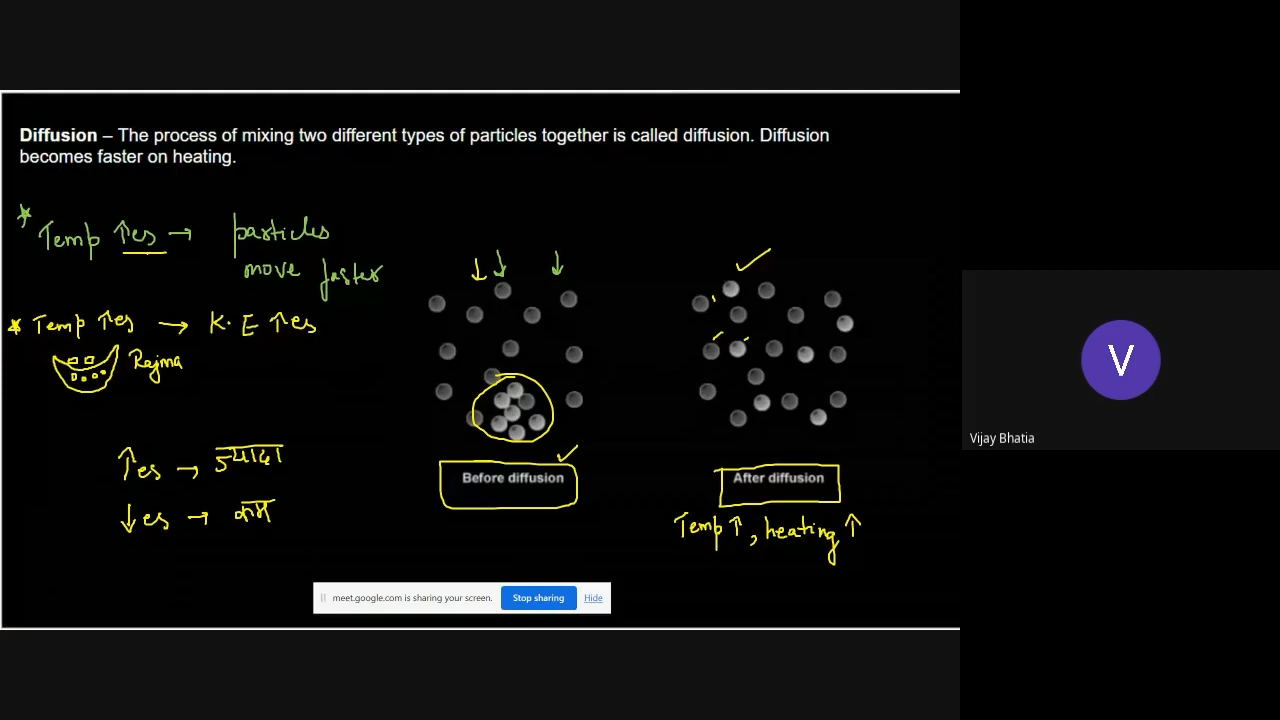 Diffusion – The process of mixing two different types of particles together is called diffusion. Diffusion
becomes faster on heating.
* Temp ↑es → particles
move faster
* Temp ↑es → K.E ↑es
Rajma
↑es → ज्यादा
↓es → कम
Before diffusion
After diffusion
Temp ↑, heating ↑
meet.google.com is sharing your screen.
Stop sharing
Hide
V
Vijay Bhatia